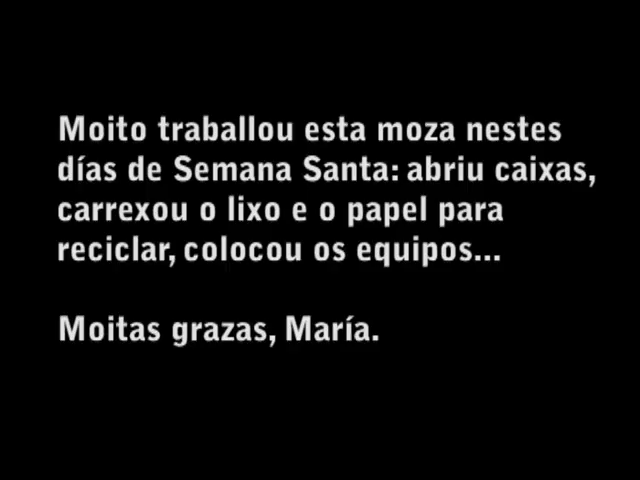 Moito traballou esta moza nestes
días de Semana Santa: abriu caixas,
carrexou o lixo e o papel para
reciclar, colocou os equipos...
Moitas grazas, María.